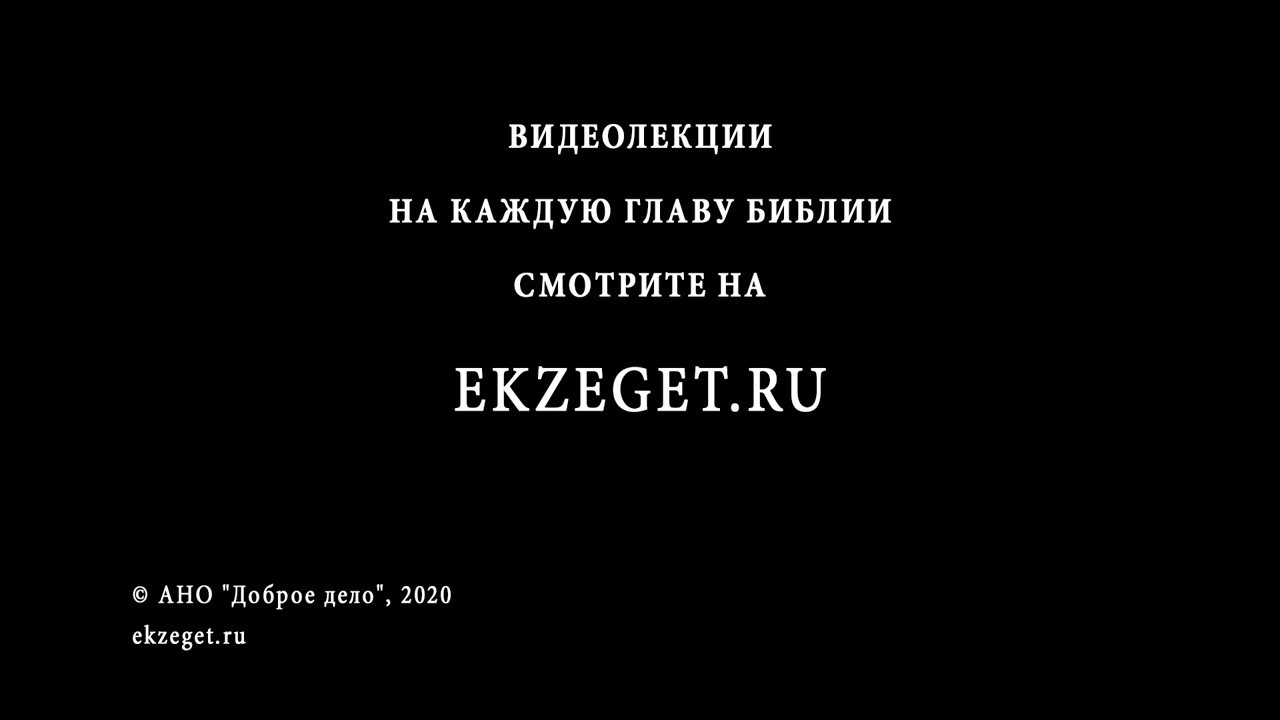 ВИДЕОЛЕКЦИИ
НА КАЖДУЮ ГЛАВУ БИБЛИИ
СМОТРИТЕ НА
EKZEGET.RU
© АНО "Доброе дело", 2020
ekzeget.ru